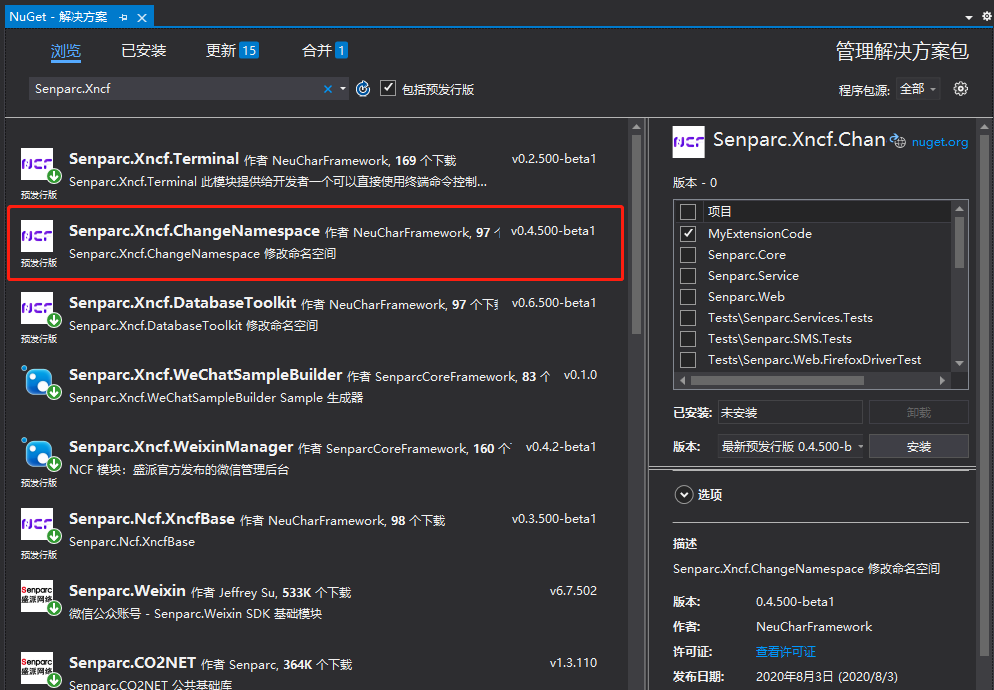 NuGet - 解决方案
浏览 已安装 更新 15 合并 1
管理解决方案包
Senparc.Xncf
包括预发行版
程序包源: 全部
NCF
Senparc.Xncf.Terminal 作者 NeuCharFramework, 169 个下载 v0.2.500-beta1
Senparc.Xncf.Terminal 此模块提供给开发者一个可以直接使用终端命令控制...
预发行版
NCF
Senparc.Xncf.ChangeNamespace 作者 NeuCharFramework, 97 个 v0.4.500-beta1
Senparc.Xncf.ChangeNamespace 修改命名空间
预发行版
NCF
Senparc.Xncf.DatabaseToolkit 作者 NeuCharFramework, 97 个下载 v0.6.500-beta1
Senparc.Xncf.DatabaseToolkit 修改命名空间
预发行版
Senparc.Xncf.WeChatSampleBuilder 作者 SenparcCoreFramework, 83 个 v0.1.0
Senparc.Xncf.WeChatSampleBuilder Sample 生成器
Senparc.Xncf.WeixinManager 作者 SenparcCoreFramework, 160 个 v0.4.2-beta1
NCF 模块：盛派官方发布的微信管理后台
预发行版
NCF
Senparc.Ncf.XncfBase 作者 NeuCharFramework, 98 个下载 v0.3.500-beta1
Senparc.Ncf.XncfBase
预发行版
Senparc
盛派网络
Senparc.Weixin 作者 Jeffrey Su, 533K 个下载 v6.7.502
微信公众账号 - Senparc.Weixin SDK 基础模块
Senparc
盛派网络
Senparc.CO2NET 作者 Senparc, 364K 个下载 v1.3.110
Senparc.CO2NET 公共基础库
NCF
Senparc.Xncf.Chan nuget.org
版本 - 0
项目
MyExtensionCode
Senparc.Core
Senparc.Service
Senparc.Web
Tests\Senparc.Services.Tests
Tests\Senparc.SMS.Tests
Tests\Senparc.Web.FirefoxDriverTest
已安装: 未安装 卸载
版本: 最新预发行版 0.4.500-b 安装
选项
描述
Senparc.Xncf.ChangeNamespace 修改命名空间
版本: 0.4.500-beta1
作者: NeuCharFramework
许可证: 查看许可证
发布日期: 2020年8月3日 (2020/8/3)